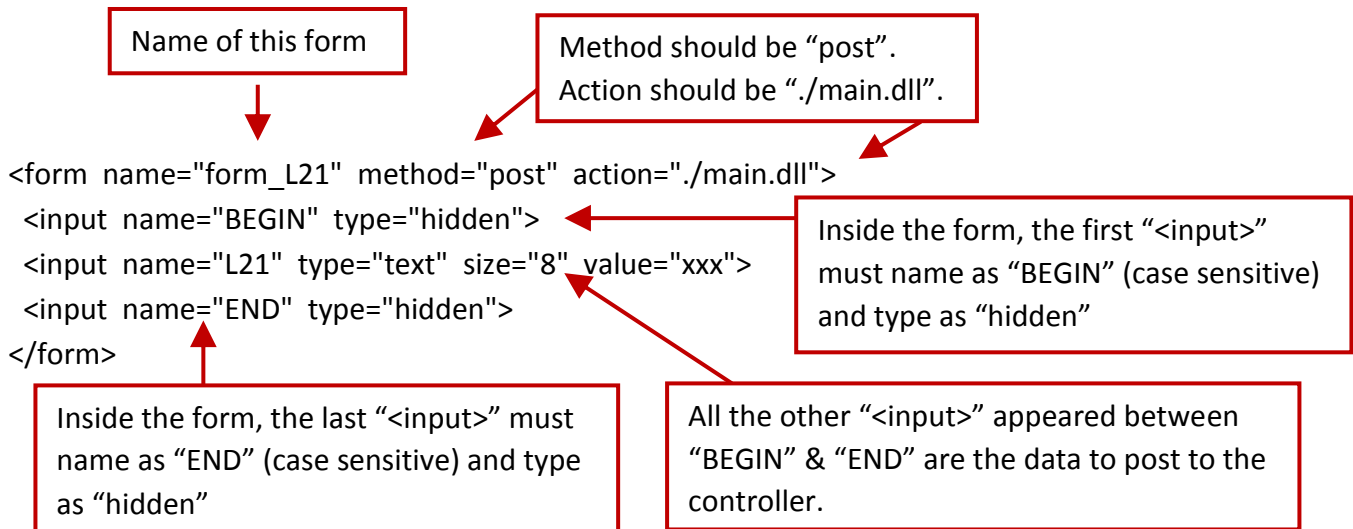 Name of this form
Method should be “post”.
Action should be “./main.dll”.
<form name="form_L21" method="post" action="./main.dll">
<input name="BEGIN" type="hidden">
<input name="L21" type="text" size="8" value="xxx">
<input name="END" type="hidden">
</form>
Inside the form, the first “<input>”
must name as “BEGIN” (case sensitive)
and type as “hidden”
Inside the form, the last “<input>” must
name as “END” (case sensitive) and type
as “hidden”
All the other “<input>” appeared between
“BEGIN” & “END” are the data to post to the
controller.